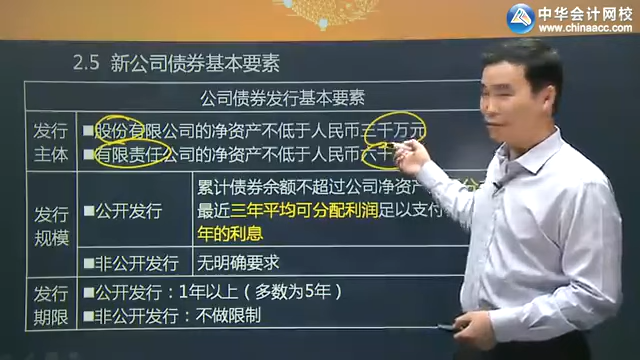 中华会计网校
www.chinaacc.com
2.5 新公司债券基本要素
公司债券发行基本要素
发行
主体
■股份有限公司的净资产不低于人民币三千万元
■有限责任公司的净资产不低于人民币六千
发行
规模
■公开发行
累计债券余额不超过公司净资产
最近三年平均可分配利润足以支付
年的利息
■非公开发行
无明确要求
发行
期限
■公开发行：1年以上（多数为5年）
■非公开发行：不做限制